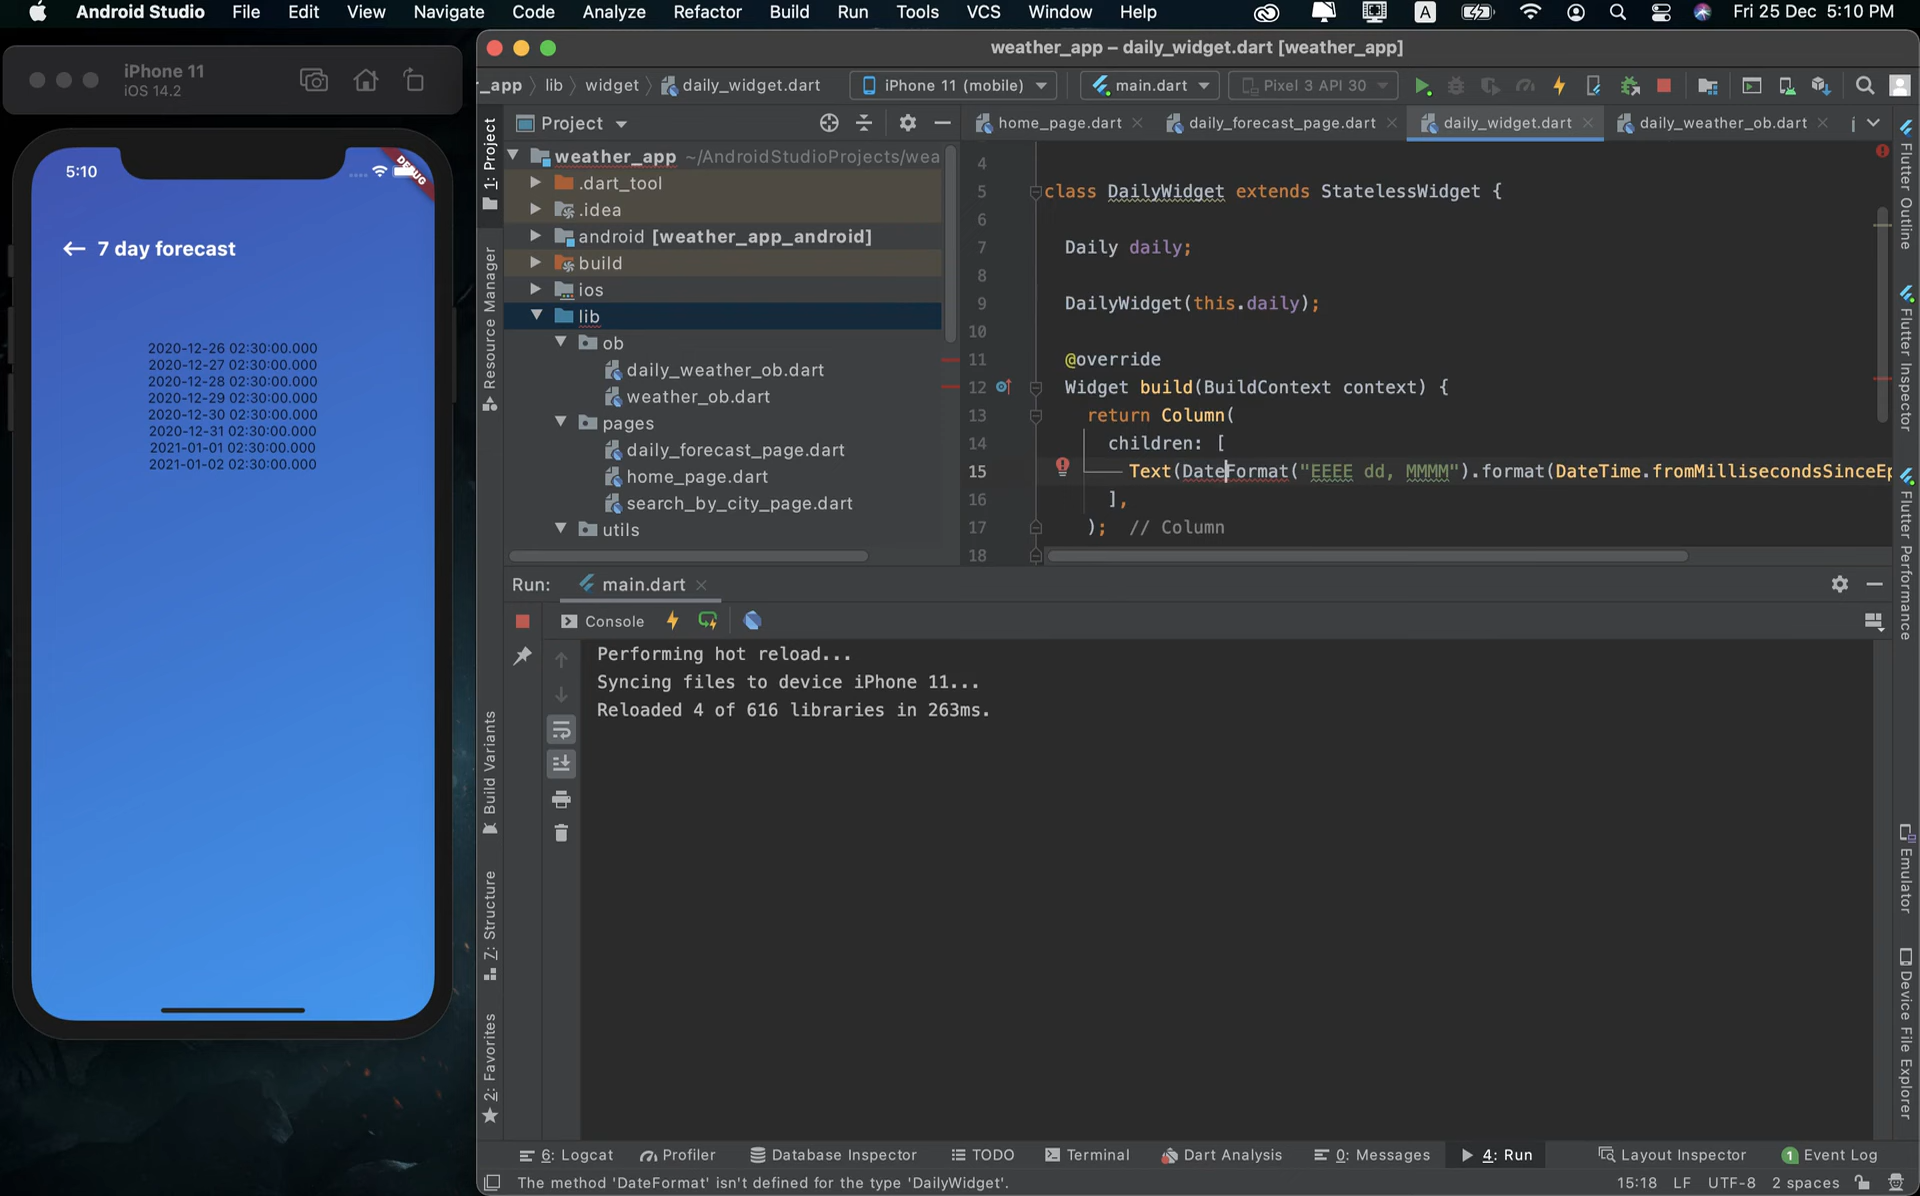 Android Studio File Edit View Navigate Code Analyze Refactor Build Run Tools VCS Window Help A Fri 25 Dec 5:10 PM
iPhone 11
iOS 14.2
5:10
DEBUG
← 7 day forecast
2020-12-26 02:30:00.000
2020-12-27 02:30:00.000
2020-12-28 02:30:00.000
2020-12-29 02:30:00.000
2020-12-30 02:30:00.000
2020-12-31 02:30:00.000
2021-01-01 02:30:00.000
2021-01-02 02:30:00.000
weather_app – daily_widget.dart [weather_app]
r_app lib widget daily_widget.dart iPhone 11 (mobile) main.dart Pixel 3 API 30
Project
home_page.dart daily_forecast_page.dart daily_widget.dart daily_weather_ob.dart
weather_app ~/AndroidStudioProjects/wea
.dart_tool
.idea
android [weather_app_android]
build
ios
lib
ob
daily_weather_ob.dart
weather_ob.dart
pages
daily_forecast_page.dart
home_page.dart
search_by_city_page.dart
utils
4
5 class DailyWidget extends StatelessWidget {
6
7 Daily daily;
8
9 DailyWidget(this.daily);
10
11 @override
12 Widget build(BuildContext context) {
13 return Column(
14 children: [
15 Text(DateFormat("EEEE dd, MMMM").format(DateTime.fromMillisecondsSinceEp
16 ],
17 ); // Column
18
1: Project
Resource Manager
Build Variants
Z: Structure
2: Favorites
Flutter Outline
Flutter Inspector
Flutter Performance
Emulator
Device File Explorer
Run: main.dart
Console
Performing hot reload...
Syncing files to device iPhone 11...
Reloaded 4 of 616 libraries in 263ms.
6: Logcat Profiler Database Inspector TODO Terminal Dart Analysis 0: Messages 4: Run Layout Inspector 1 Event Log
The method 'DateFormat' isn't defined for the type 'DailyWidget'. 15:18 LF UTF-8 2 spaces